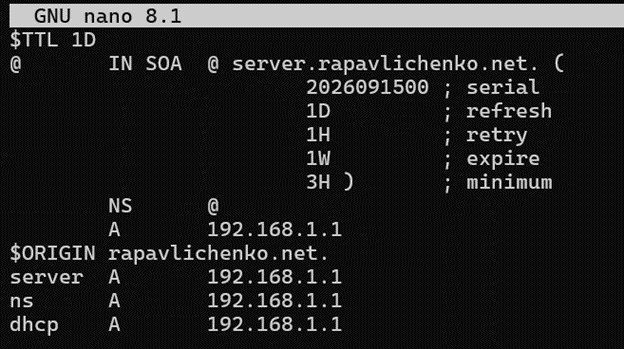 GNU nano 8.1
$TTL 1D
@ IN SOA @ server.rapavlichenko.net. (
2026091500 ; serial
1D ; refresh
1H ; retry
1W ; expire
3H ) ; minimum
NS @
A 192.168.1.1
$ORIGIN rapavlichenko.net.
server A 192.168.1.1
ns A 192.168.1.1
dhcp A 192.168.1.1